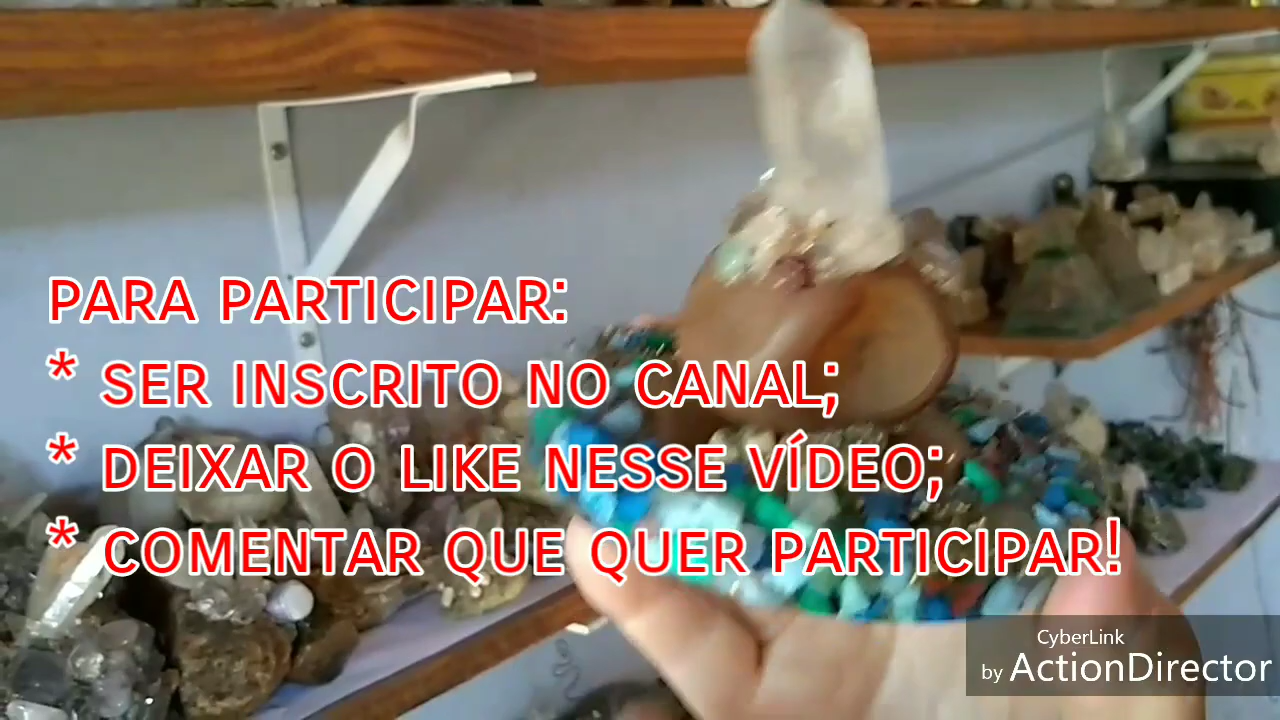 PARA PARTICIPAR:
* SER INSCRITO NO CANAL;
* DEIXAR O LIKE NESSE VÍDEO;
* COMENTAR QUE QUER PARTICIPAR!
CyberLink
by ActionDirector